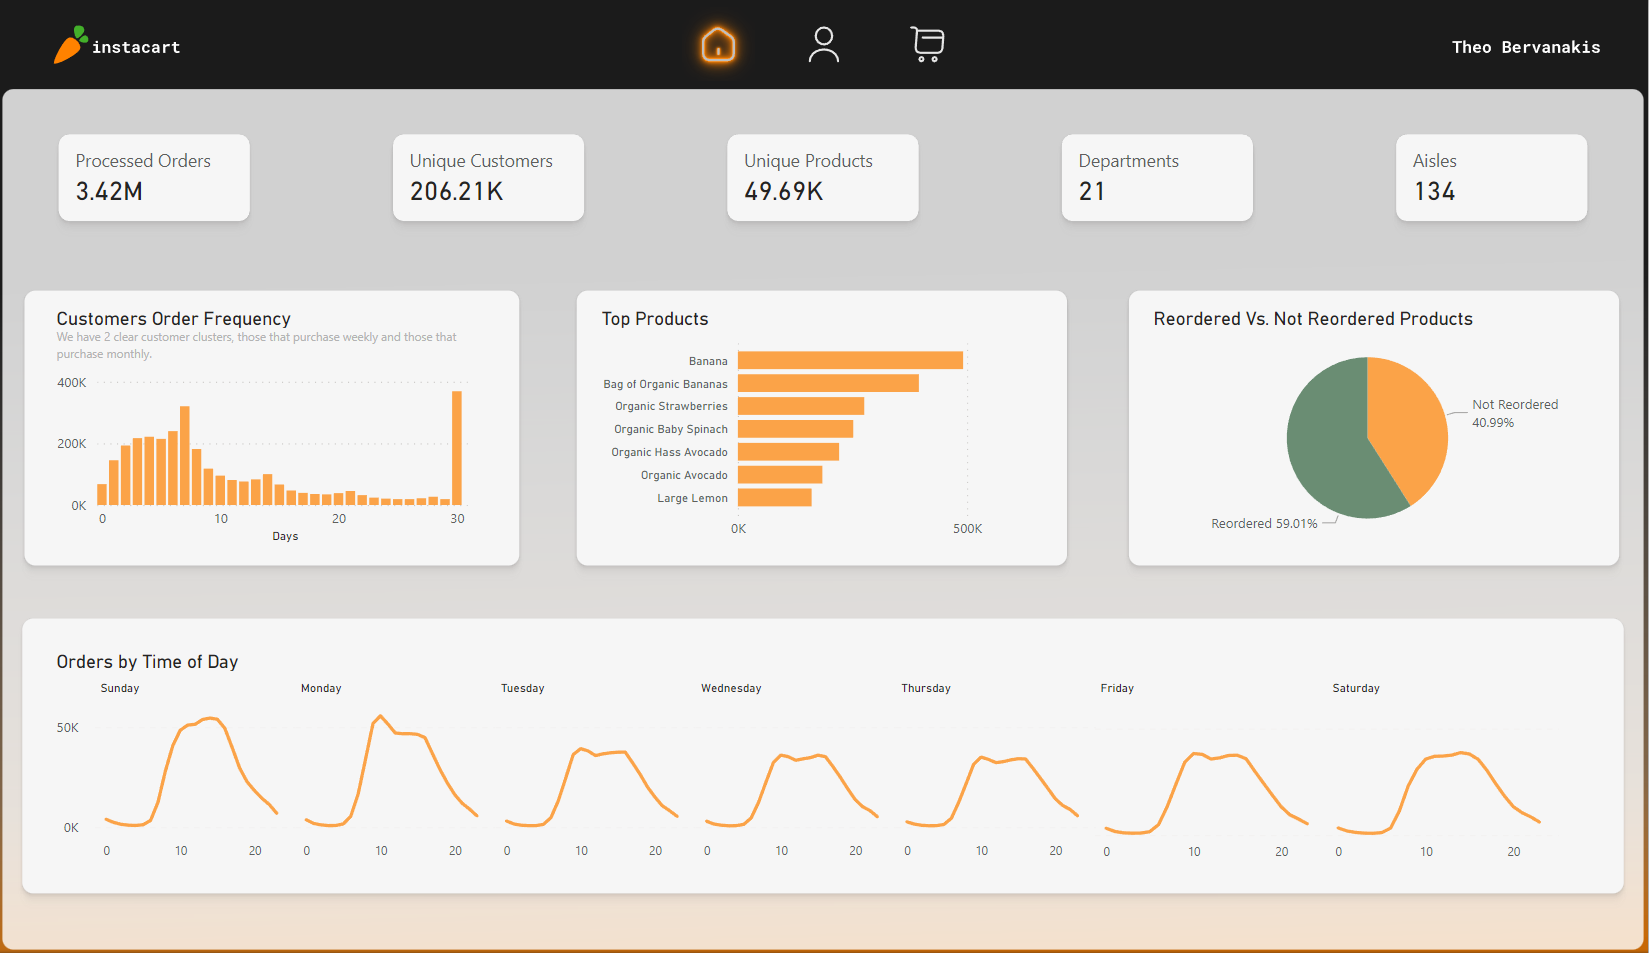 instacart
Theo Bervanakis
Processed Orders
3.42M
Unique Customers
206.21K
Unique Products
49.69K
Departments
21
Aisles
134
Customers Order Frequency
We have 2 clear customer clusters, those that purchase weekly and those that
purchase monthly.
400K
200K
0K
0 10 20 30
Days
Top Products
Banana
Bag of Organic Bananas
Organic Strawberries
Organic Baby Spinach
Organic Hass Avocado
Organic Avocado
Large Lemon
0K 500K
Reordered Vs. Not Reordered Products
Not Reordered
40.99%
Reordered 59.01%
Orders by Time of Day
Sunday Monday Tuesday Wednesday Thursday Friday Saturday
50K
0K
0 10 20 0 10 20 0 10 20 0 10 20 0 10 20 0 10 20 0 10 20